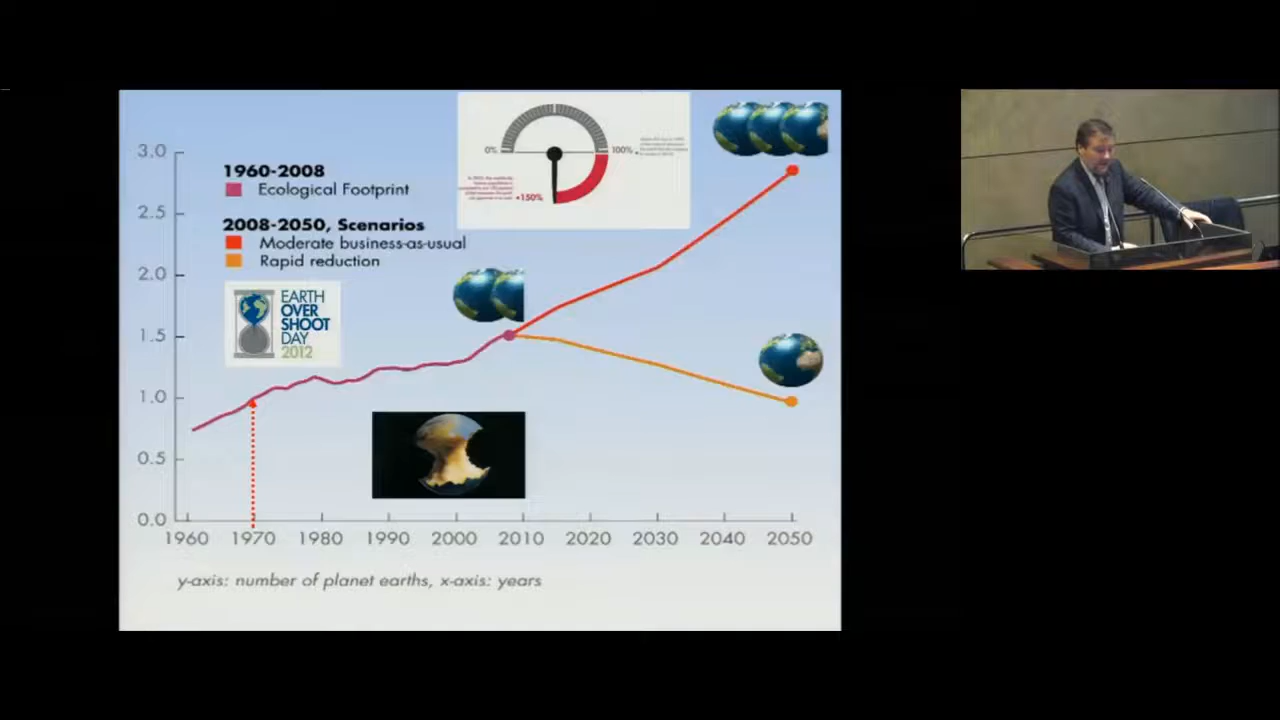 3.0
2.5
2.0
1.5
1.0
0.5
0.0
1960-2008
Ecological Footprint
2008-2050, Scenarios
Moderate business-as-usual
Rapid reduction
0%
100%
150%
EARTH
OVER
SHOOT
DAY
2012
1960 1970 1980 1990 2000 2010 2020 2030 2040 2050
y-axis: number of planet earths, x-axis: years